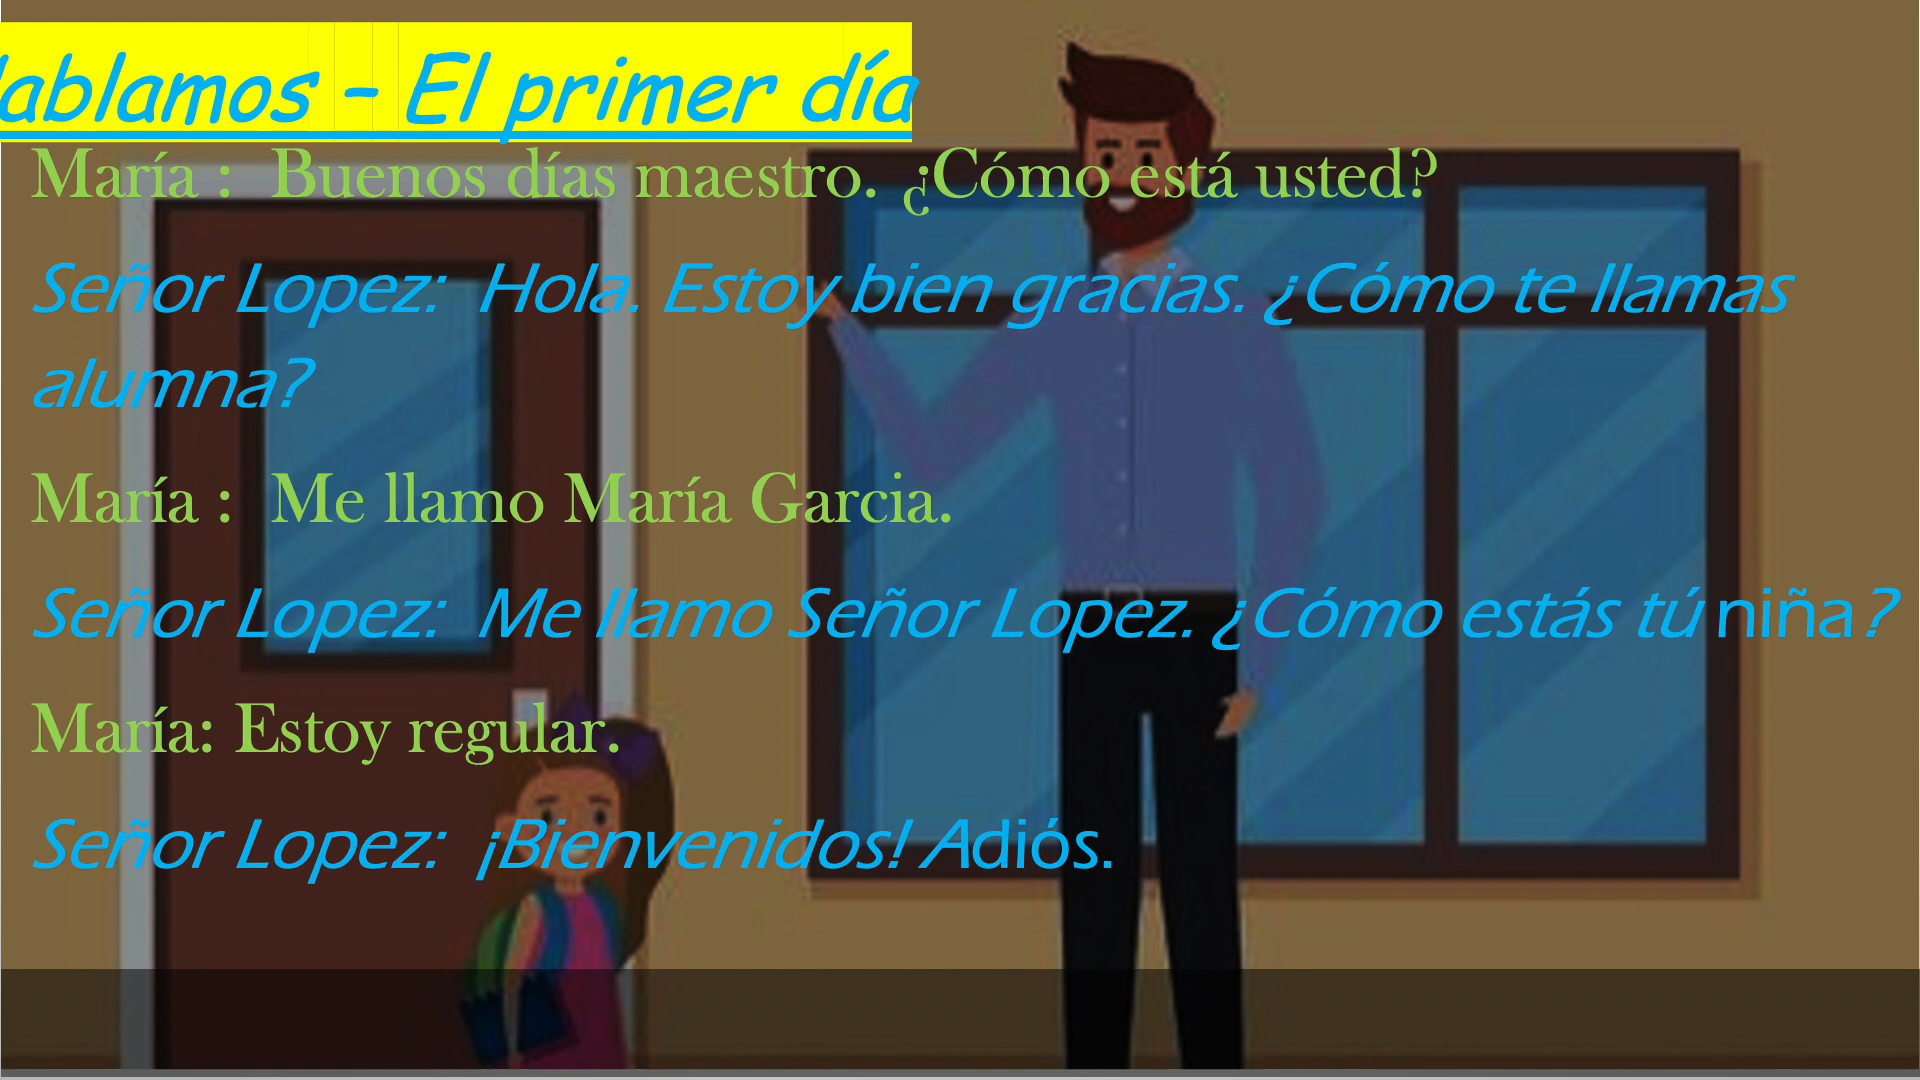 ablamos – El primer día
María :  Buenos días maestro. ¿Cómo está usted?
Señor Lopez:  Hola. Estoy bien gracias. ¿Cómo te llamas
alumna?
María :  Me llamo María Garcia.
Señor Lopez:  Me llamo Señor Lopez. ¿Cómo estás tú niña?
María: Estoy regular.
Señor Lopez:  ¡Bienvenidos! Adiós.